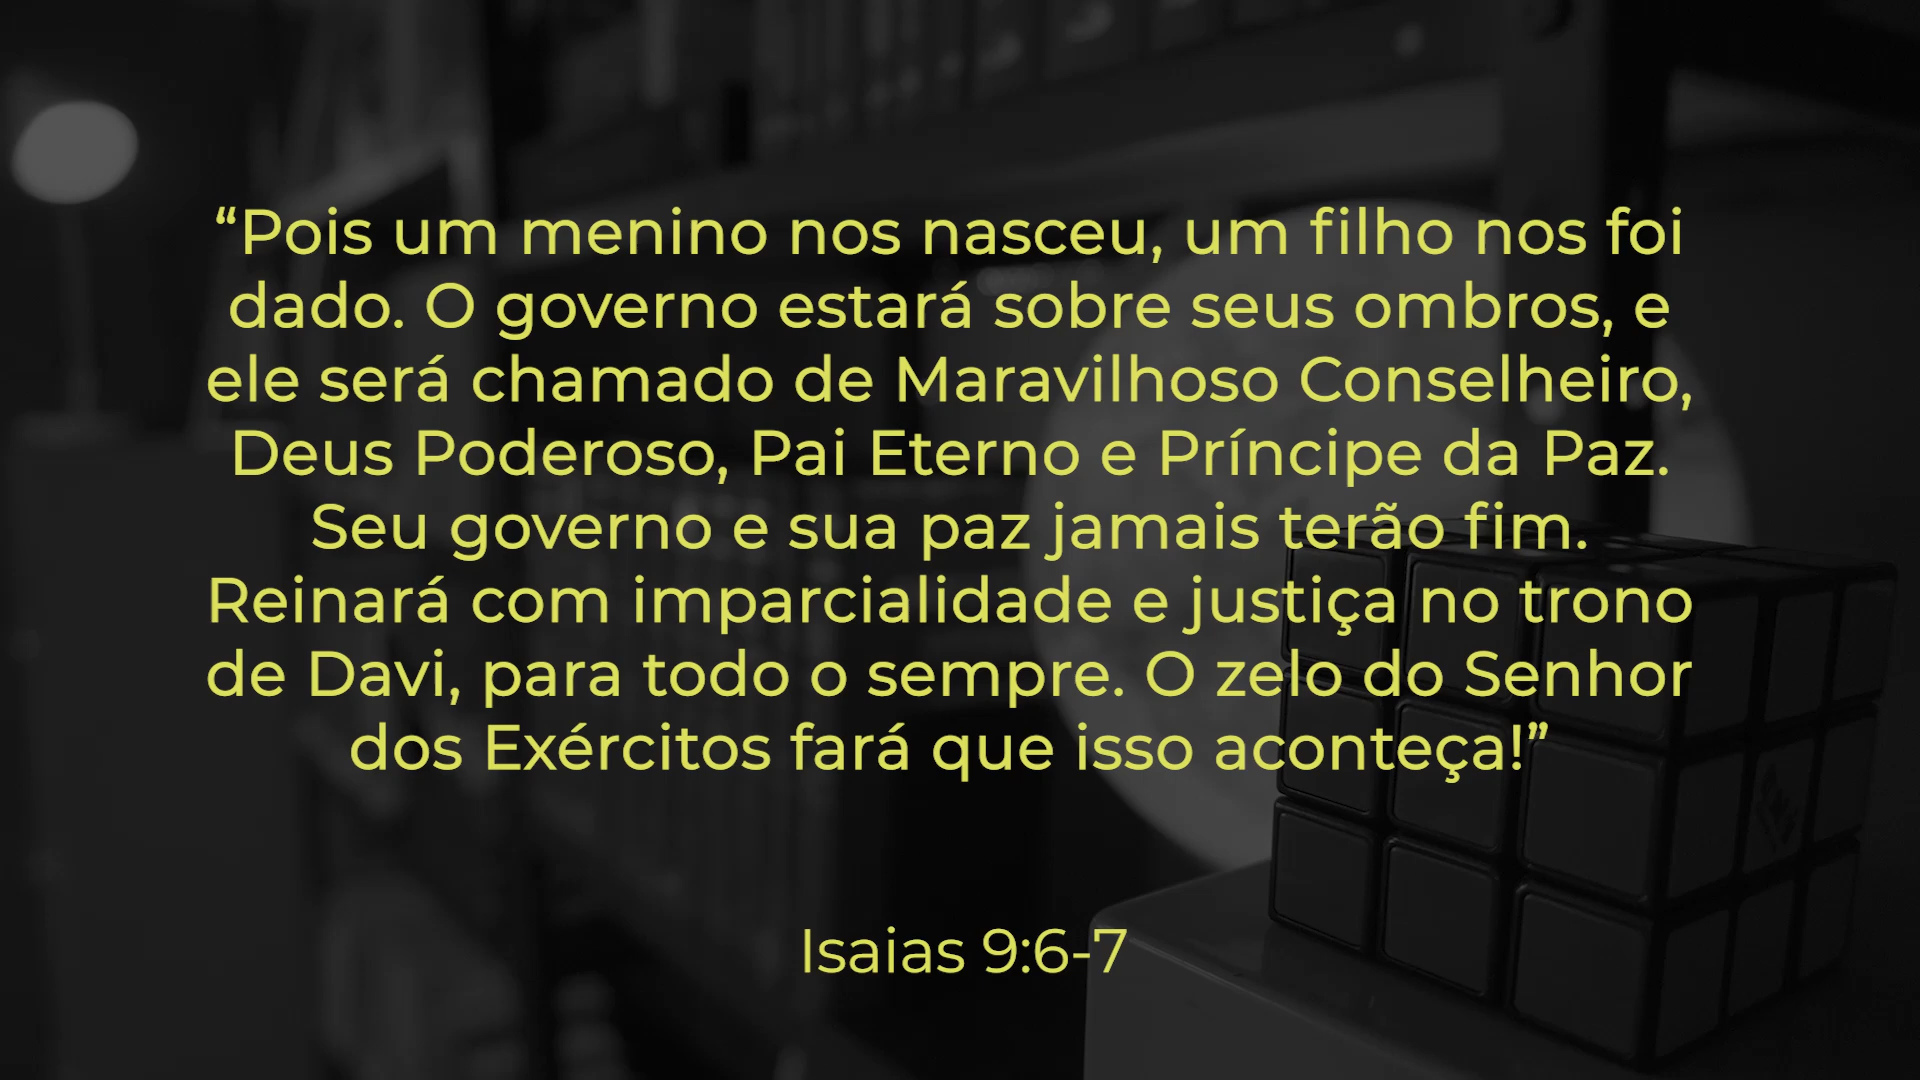 “Pois um menino nos nasceu, um filho nos foi
dado. O governo estará sobre seus ombros, e
ele será chamado de Maravilhoso Conselheiro,
Deus Poderoso, Pai Eterno e Príncipe da Paz.
Seu governo e sua paz jamais terão fim.
Reinará com imparcialidade e justiça no trono
de Davi, para todo o sempre. O zelo do Senhor
dos Exércitos fará que isso aconteça!”
Isaias 9:6-7